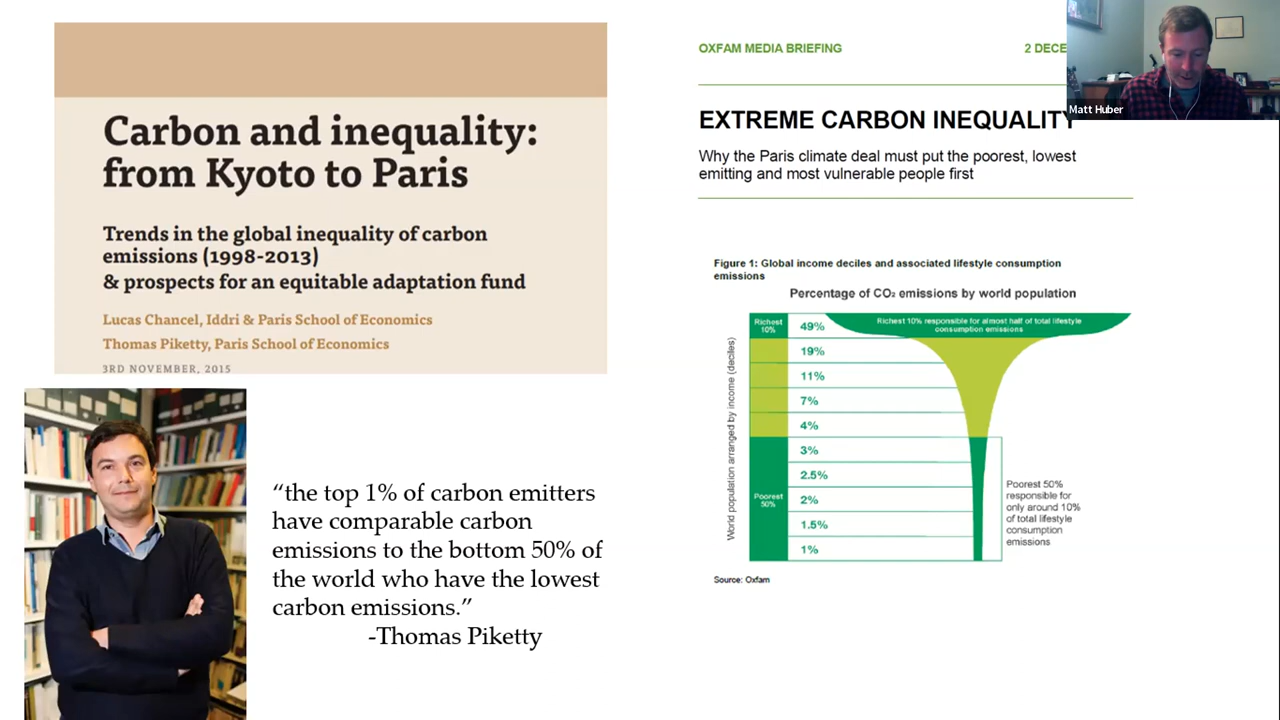 Carbon and inequality:
from Kyoto to Paris
Trends in the global inequality of carbon
emissions (1998-2013)
& prospects for an equitable adaptation fund
Lucas Chancel, Iddri & Paris School of Economics
Thomas Piketty, Paris School of Economics
3RD NOVEMBER, 2015
“the top 1% of carbon emitters
have comparable carbon
emissions to the bottom 50% of
the world who have the lowest
carbon emissions.”
-Thomas Piketty
OXFAM MEDIA BRIEFING
2 DECE
Matt Huber
EXTREME CARBON INEQUALITY
Why the Paris climate deal must put the poorest, lowest
emitting and most vulnerable people first
Figure 1: Global income deciles and associated lifestyle consumption
emissions
Percentage of CO₂ emissions by world population
World population arranged by income (deciles)
Richest
10%
49%
Richest 10% responsible for almost half of total lifestyle
consumption emissions
19%
11%
7%
4%
3%
2.5%
Poorest
50%
2%
1.5%
1%
Poorest 50%
responsible for
only around 10%
of total lifestyle
consumption
emissions
Source: Oxfam